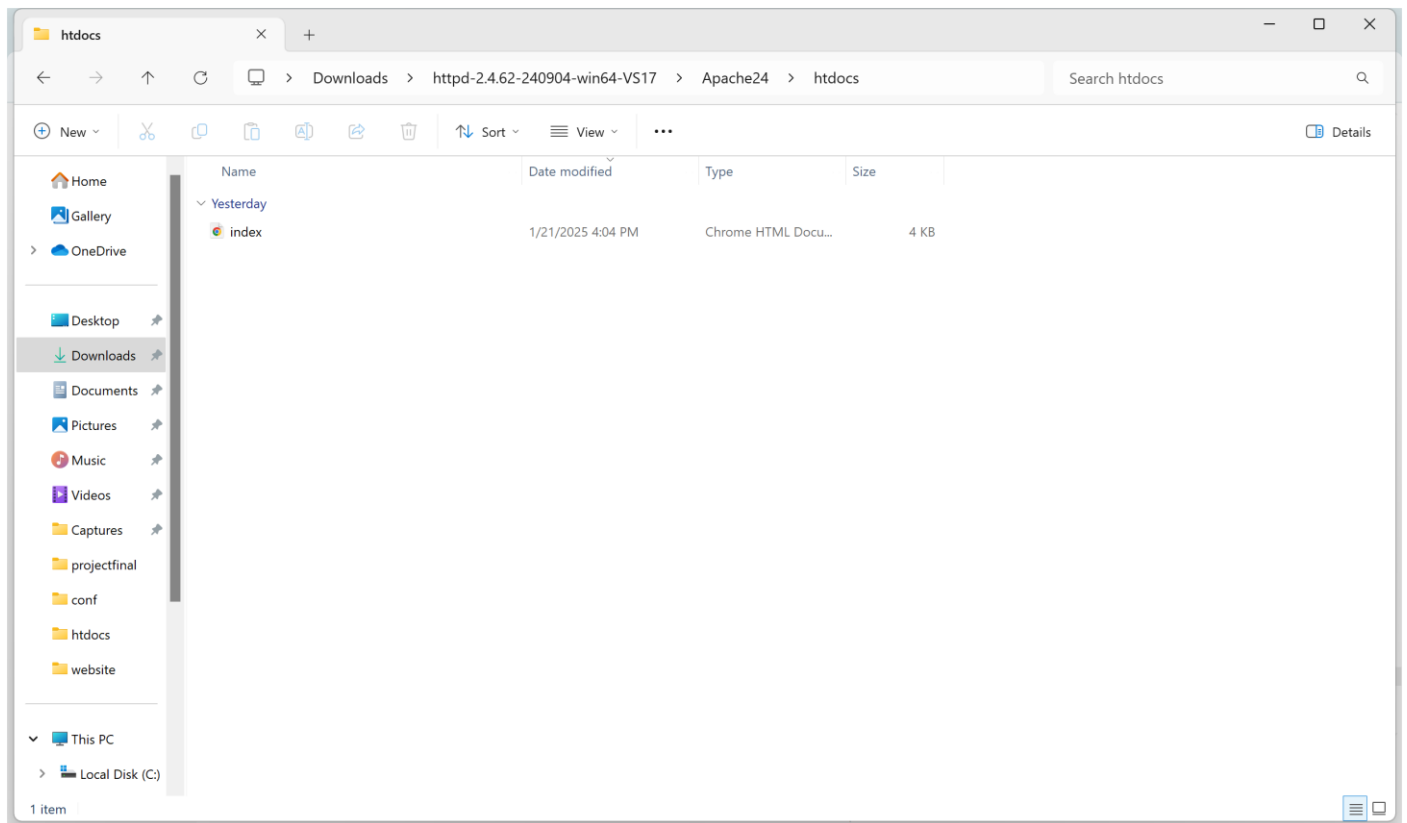 htdocs
Downloads > httpd-2.4.62-240904-win64-VS17 > Apache24 > htdocs
Search htdocs
New
Sort
View
Details
Name Date modified Type Size
Home
Gallery
OneDrive
Desktop
Downloads
Documents
Pictures
Music
Videos
Captures
projectfinal
conf
htdocs
website
This PC
Local Disk (C:)
Yesterday
index 1/21/2025 4:04 PM Chrome HTML Docu... 4 KB
1 item